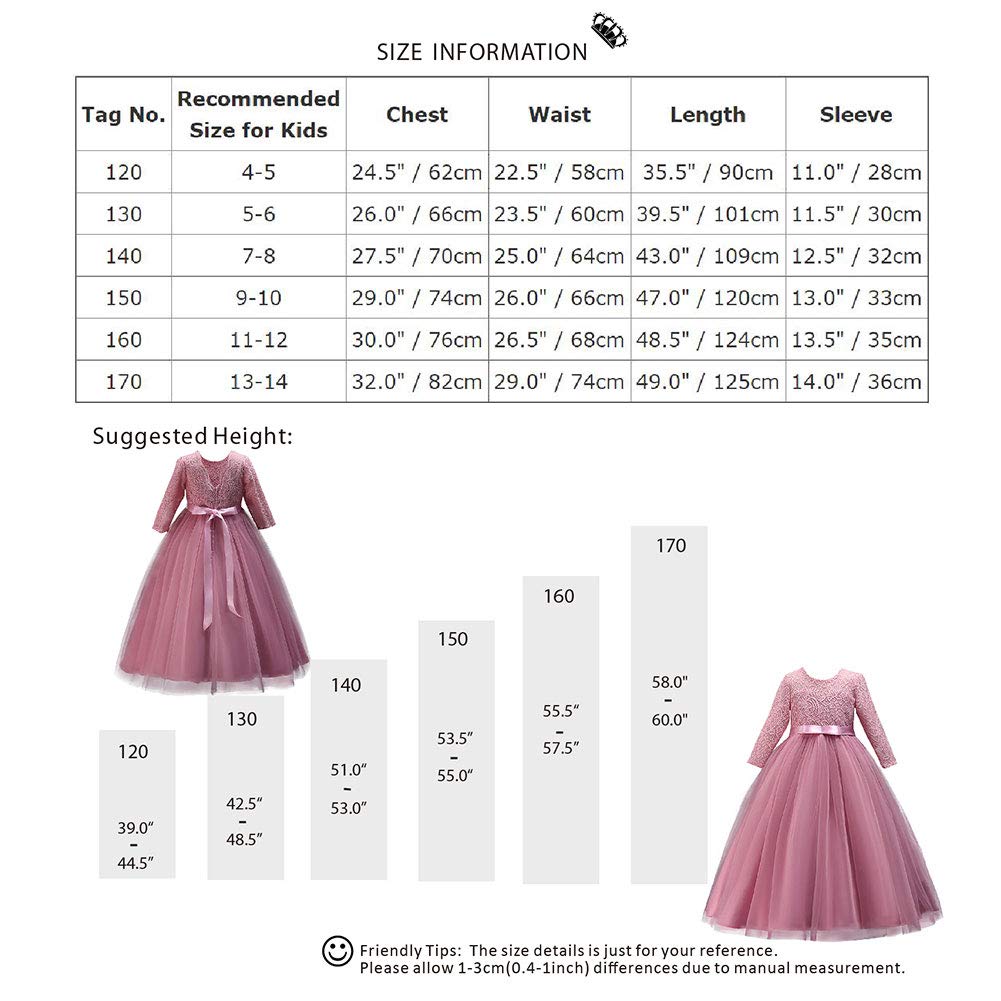 SIZE INFORMATION
Tag No. Recommended Size for Kids Chest Waist Length Sleeve
120 4-5 24.5" / 62cm 22.5" / 58cm 35.5" / 90cm 11.0" / 28cm
130 5-6 26.0" / 66cm 23.5" / 60cm 39.5" / 101cm 11.5" / 30cm
140 7-8 27.5" / 70cm 25.0" / 64cm 43.0" / 109cm 12.5" / 32cm
150 9-10 29.0" / 74cm 26.0" / 66cm 47.0" / 120cm 13.0" / 33cm
160 11-12 30.0" / 76cm 26.5" / 68cm 48.5" / 124cm 13.5" / 35cm
170 13-14 32.0" / 82cm 29.0" / 74cm 49.0" / 125cm 14.0" / 36cm
Suggested Height:
120
39.0“
-
44.5”
130
42.5“
-
48.5”
140
51.0“
-
53.0”
150
53.5“
-
55.0”
160
55.5“
-
57.5”
170
58.0"
-
60.0"
Friendly Tips: The size details is just for your reference.
Please allow 1-3cm(0.4-1inch) differences due to manual measurement.